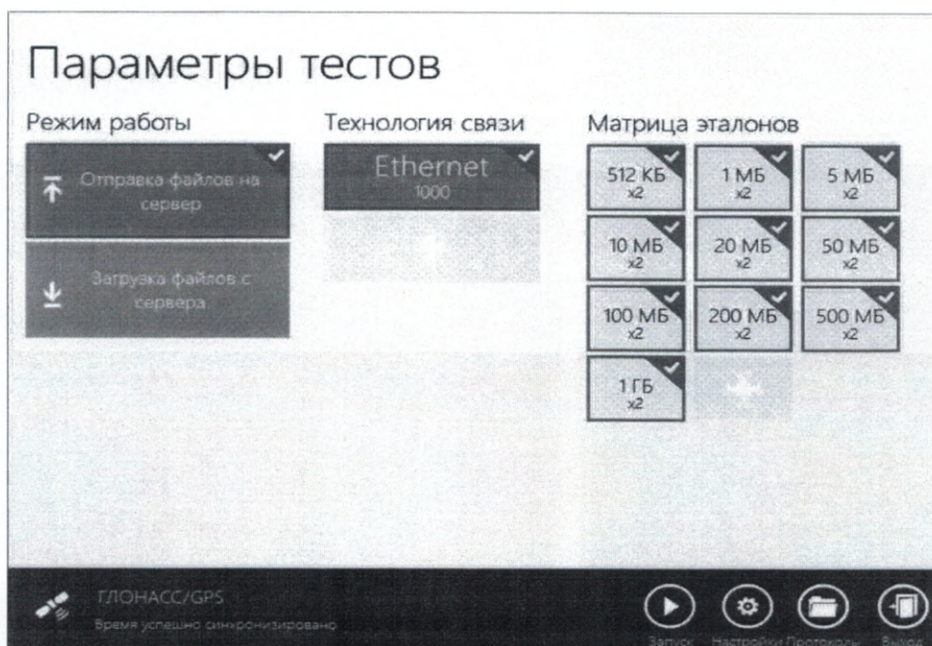 Параметры тестов
Режим работы
Отправка файлов на
сервер
Загрузка файлов с
сервера
Технология связи
Ethernet
1000
Матрица эталонов
512 КБ
x2
1 МБ
x2
5 МБ
x2
10 МБ
x2
20 МБ
x2
50 МБ
x2
100 МБ
x2
200 МБ
x2
500 МБ
x2
1 ГБ
x2
ГЛОНАСС/GPS
Время успешно синхронизировано
Запуск
Настройки
Протоколы
Выход